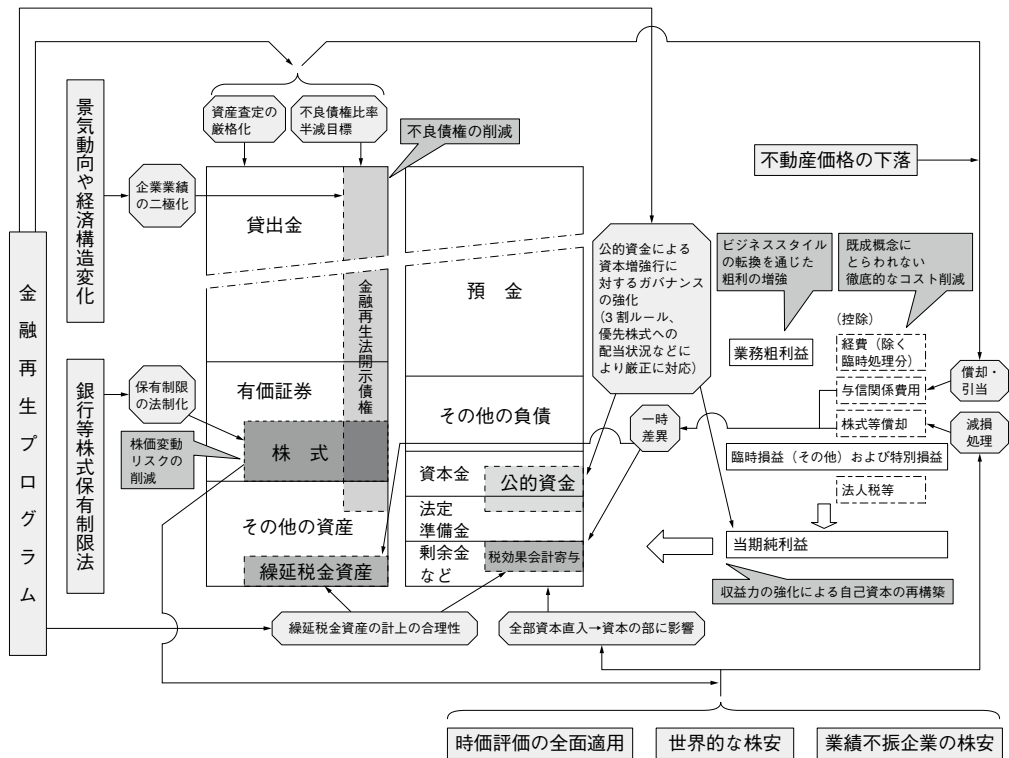 資産査定の
厳格化
不良債権比率
半減目標
不良債権の削減
不動産価格の下落
景気動向や経済構造変化
企業業績
の二極化
貸出金
金融再生法開示債権
預　金
公的資金による
資本増強行に
対するガバナンス
の強化
(3割ルール、
優先株式への
配当状況などに
より厳正に対応)
ビジネススタイル
の転換を通じた
粗利の増強
既成概念に
とらわれない
徹底的なコスト削減
(控除)
業務粗利益
経費（除く
臨時処理分）
与信関係費用
償却・
引当
株式等償却
減損
処理
臨時損益（その他）および特別損益
法人税等
当期純利益
収益力の強化による自己資本の再構築
金融再生プログラム
銀行等株式保有制限法
保有制限
の法制化
有価証券
株価変動
リスクの
削減
株　式
その他の負債
一時
差異
資本金
公的資金
法定
準備金
その他の資産
剰余金
など
税効果会計寄与
繰延税金資産
繰延税金資産の計上の合理性
全部資本直入→資本の部に影響
時価評価の全面適用
世界的な株安
業績不振企業の株安